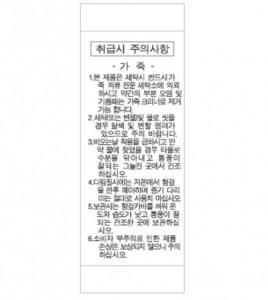 취급시 주의사항
- 가 죽 -
1.본 제품은 세탁시 반드시 가
죽 의류 전문 세탁소에 의뢰
하시고 약간의 부분 오염 및
기름때는 가죽 크리너로 제거
가능 합니다.
2.세탁또는 변질및 물로 씻을
경우 탈색 및 변형 염려가
있으므로 주의 바랍니다.
3.비오는날 착용을 금하시고 만
약 물에 젖었을 경우 타올로
수분을 닦아내고 통풍이
잘되는 그늘진 곳에서 건조
하십시오.
4.다림질시에는 저온에서 헝겊
을 깐후 해야하며 증기 다리
미는 절대로 사용치 마십시오
5.보관시는 헝겊카바를 씌워 온
도와 습도가 낮고 통풍이 잘
되는 건조한 곳에 보관하십
시오.
6.소비자 부주의로 인한 제품
손상은 보상되지 않으니 주의
하십시오.